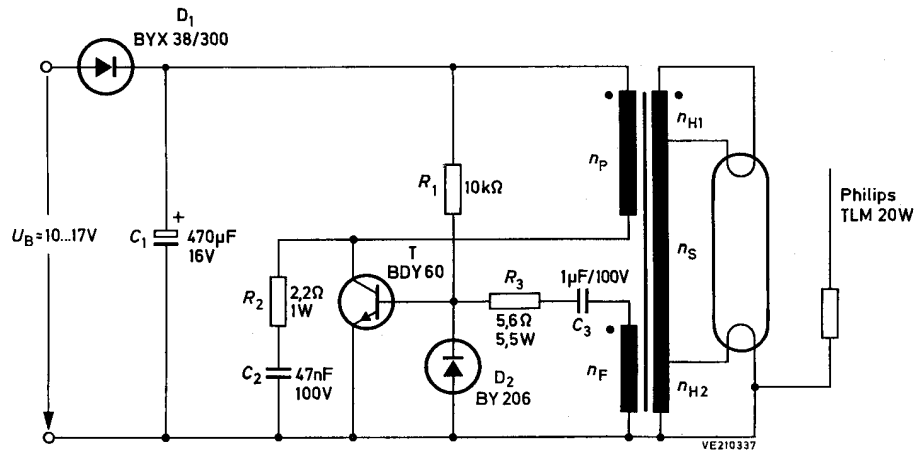 D1
BYX 38/300
nH1
nP
R1
10kΩ
Philips
TLM 20W
UB=10...17V
C1
+
470µF
16V
T
BDY 60
R3
1µF/100V
nS
R2
2,2Ω
1W
5,6Ω
5,5W
C3
C2
47nF
100V
D2
BY 206
nF
nH2
VE210337